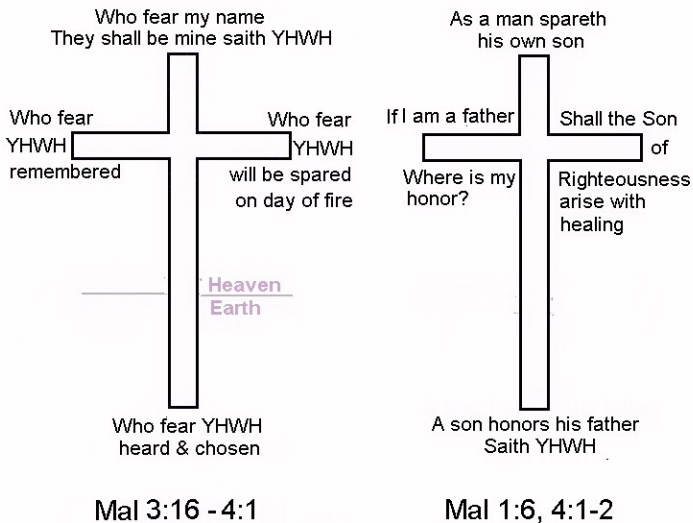 Who fear my name
They shall be mine saith YHWH
Who fear
YHWH
remembered
Who fear
YHWH
will be spared
on day of fire
Heaven
Earth
Who fear YHWH
heard & chosen
Mal 3:16 - 4:1
As a man spareth
his own son
If I am a father
Where is my
honor?
Shall the Son
of
Righteousness
arise with
healing
A son honors his father
Saith YHWH
Mal 1:6, 4:1-2